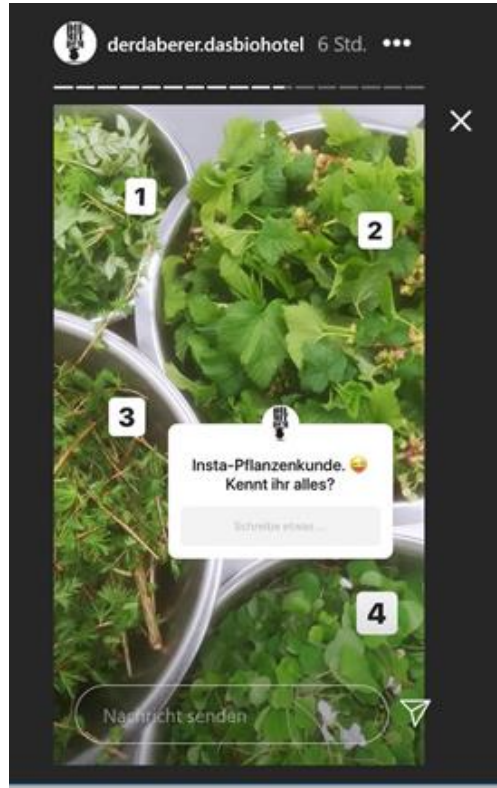 derdaberer.dasbiohotel 6 Std.
1
2
3
Insta-Pflanzenkunde. 🤩
Kennt ihr alles?
Schreibe etwas ...
4
Nachricht senden